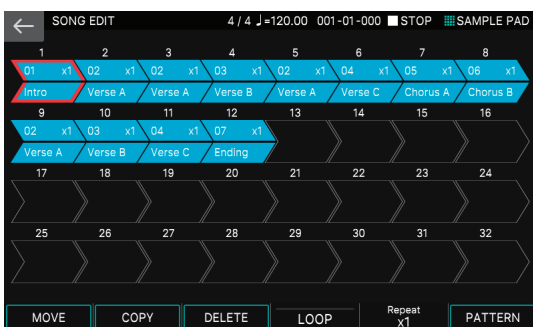 SONG EDIT 4 / 4 ♩=120.00 001-01-000 STOP SAMPLE PAD
1 2 3 4 5 6 7 8
01 x1 02 x1 02 x1 03 x1 02 x1 04 x1 05 x1 06 x1
Intro Verse A Verse A Verse B Verse A Verse C Chorus A Chorus B
9 10 11 12 13 14 15 16
02 x1 03 x1 04 x1 07 x1
Verse A Verse B Verse C Ending
17 18 19 20 21 22 23 24
25 26 27 28 29 30 31 32
MOVE COPY DELETE LOOP Repeat x1 PATTERN